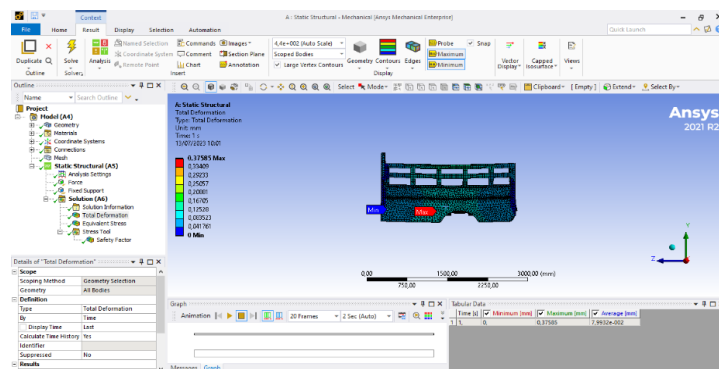 Context
A : Static Structural - Mechanical [Ansys Mechanical Enterprise]
File Home Result Display Selection Automation
Quick Launch
Duplicate Q
Outline
Solve
Solver
Analysis
Named Selection
Coordinate System
Remote Point
Commands
Comment
Chart
Images
Section Plane
Annotation
Insert
4,4e+002 (Auto Scale)
Scoped Bodies
Large Vertex Contours
Geometry Contours Edges
Probe
Maximum
Minimum
Snap
Display
Vector Display
Capped Isosurface
Views
Outline
Name Search Outline
Select Mode
Clipboard [ Empty ] Extend Select By
Project
Model (A4)
Geometry
Materials
Coordinate Systems
Connections
Mesh
Static Structural (A5)
Analysis Settings
Force
Fixed Support
Solution (A6)
Solution Information
Total Deformation
Equivalent Stress
Stress Tool
Safety Factor
A: Static Structural
Total Deformation
Type: Total Deformation
Unit: mm
Time: 1 s
13/07/2023 10:01
0,37585 Max
0,33409
0,29233
0,25057
0,20881
0,16705
0,12528
0,083523
0,041761
0 Min
Ansys
2021 R2
Min
Max
Y
Z
0,00 1500,00 3000,00 (mm)
750,00 2250,00
Details of "Total Deformation"
Scope
Scoping Method Geometry Selection
Geometry All Bodies
Definition
Type Total Deformation
By Time
Display Time Last
Calculate Time History Yes
Identifier
Suppressed No
Results
Graph
Animation 20 Frames 2 Sec (Auto)
Messages Graph
Tabular Data
Time [s] Minimum [mm] Maximum [mm] Average [mm]
1 1, 0, 0,37585 7,9932e-002